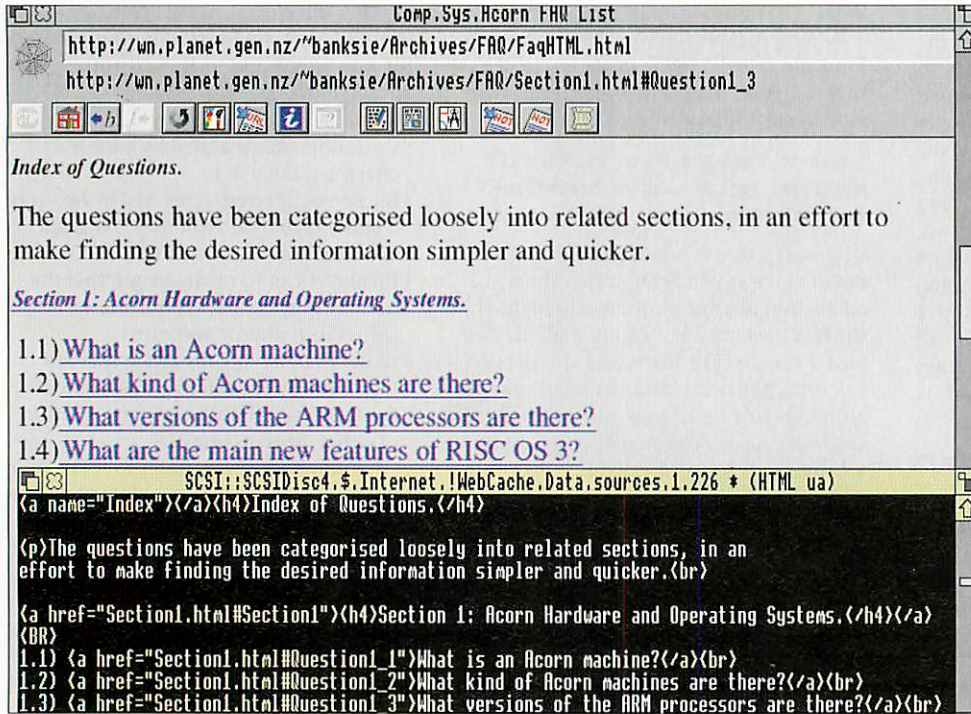 Comp.Sys.Acorn FAQ List
http://wn.planet.gen.nz/~banksie/Archives/FAQ/FaqHTML.html
http://wn.planet.gen.nz/~banksie/Archives/FAQ/Section1.html#Question1_3
Index of Questions.
The questions have been categorised loosely into related sections, in an effort to
make finding the desired information simpler and quicker.
Section 1: Acorn Hardware and Operating Systems.
1.1) What is an Acorn machine?
1.2) What kind of Acorn machines are there?
1.3) What versions of the ARM processors are there?
1.4) What are the main new features of RISC OS 3?
SCSI::SCSIDisc4.$.Internet.!WebCache.Data.sources.1.226 * (HTML ua)
<a name="Index"></a><h4>Index of Questions.</h4>
<p>The questions have been categorised loosely into related sections, in an
effort to make finding the desired information simpler and quicker.<br>
<a href="Section1.html#Section1"><h4>Section 1: Acorn Hardware and Operating Systems.</h4></a>
<BR>
1.1) <a href="Section1.html#Question1_1">What is an Acorn machine?</a><br>
1.2) <a href="Section1.html#Question1_2">What kind of Acorn machines are there?</a><br>
1.3) <a href="Section1.html#Question1_3">What versions of the ARM processors are there?</a><br>